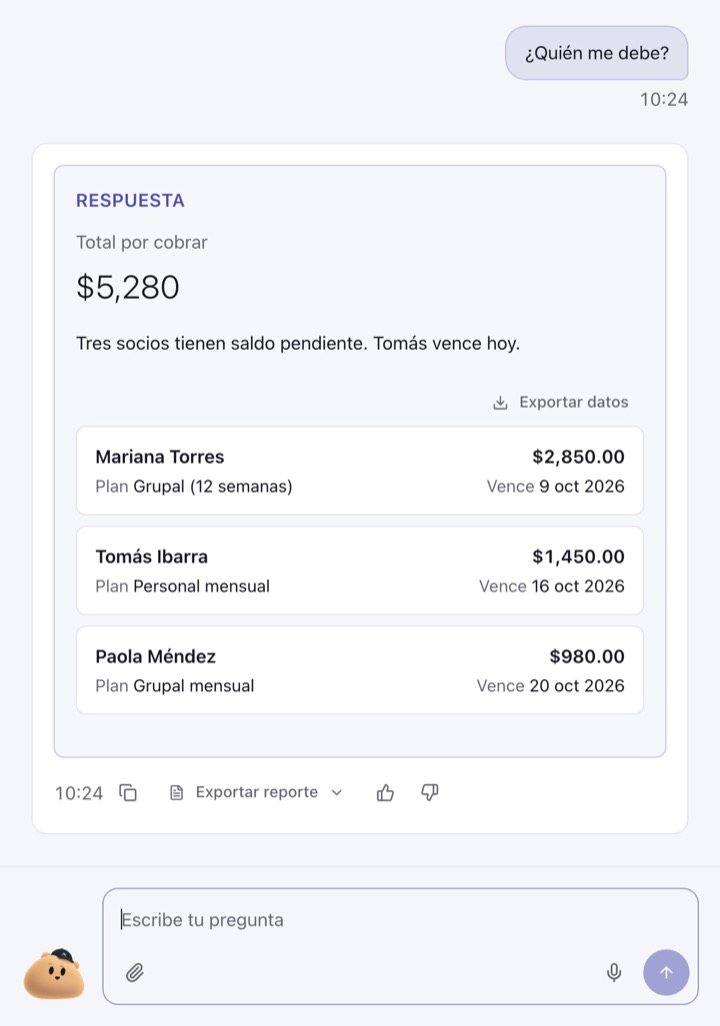 ¿Quién me debe?
10:24
RESPUESTA
Total por cobrar
$5,280
Tres socios tienen saldo pendiente. Tomás vence hoy.
Exportar datos
Mariana Torres $2,850.00
Plan Grupal (12 semanas) Vence 9 oct 2026
Tomás Ibarra $1,450.00
Plan Personal mensual Vence 16 oct 2026
Paola Méndez $980.00
Plan Grupal mensual Vence 20 oct 2026
10:24 Exportar reporte
Escribe tu pregunta